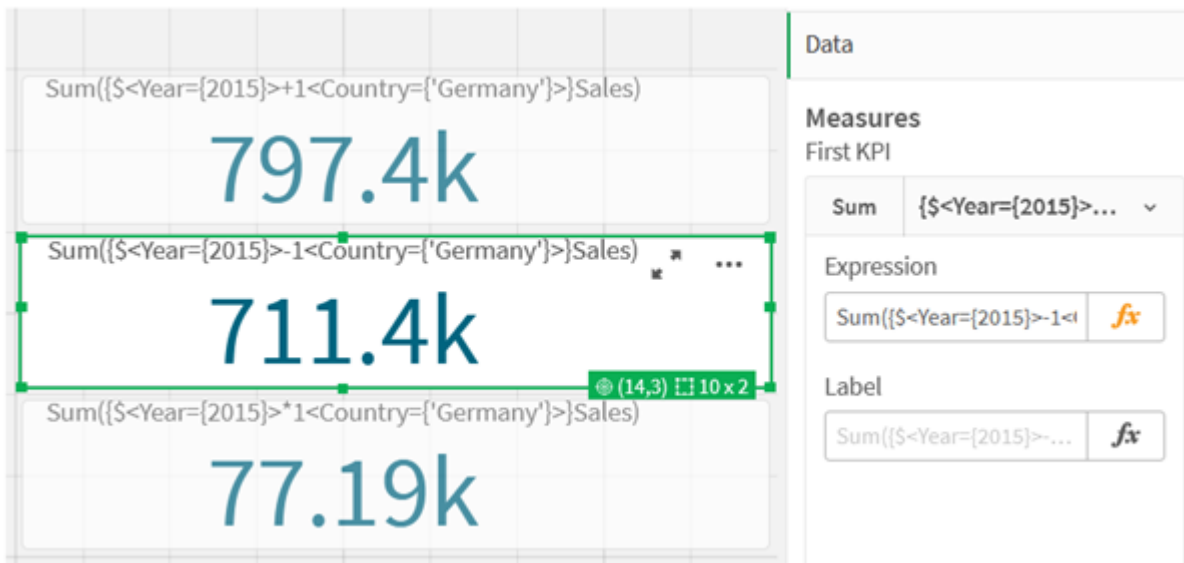 Sum({$<Year={2015}>+1<Country={'Germany'}>}Sales)
797.4k
Sum({$<Year={2015}>-1<Country={'Germany'}>}Sales)
711.4k
(14,3) 10 x 2
Sum({$<Year={2015}>*1<Country={'Germany'}>}Sales)
77.19k
Data
Measures
First KPI
Sum {$<Year={2015}>...
Expression
Sum({$<Year={2015}>-1<( fx
Label
Sum({$<Year={2015}>-... fx